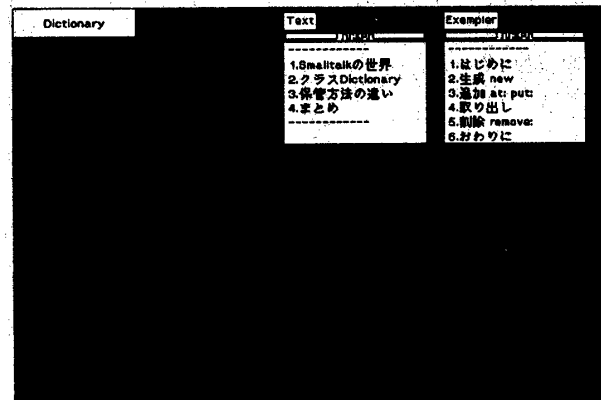 Dictionary
Text
------------
1.Smalltalkの世界
2.クラスDictionary
3.保管方法の違い
4.まとめ
------------
Exempler
------------
1.はじめに
2.生成 new
3.追加 at: put:
4.取り出し
5.削除 remove:
6.おわりに